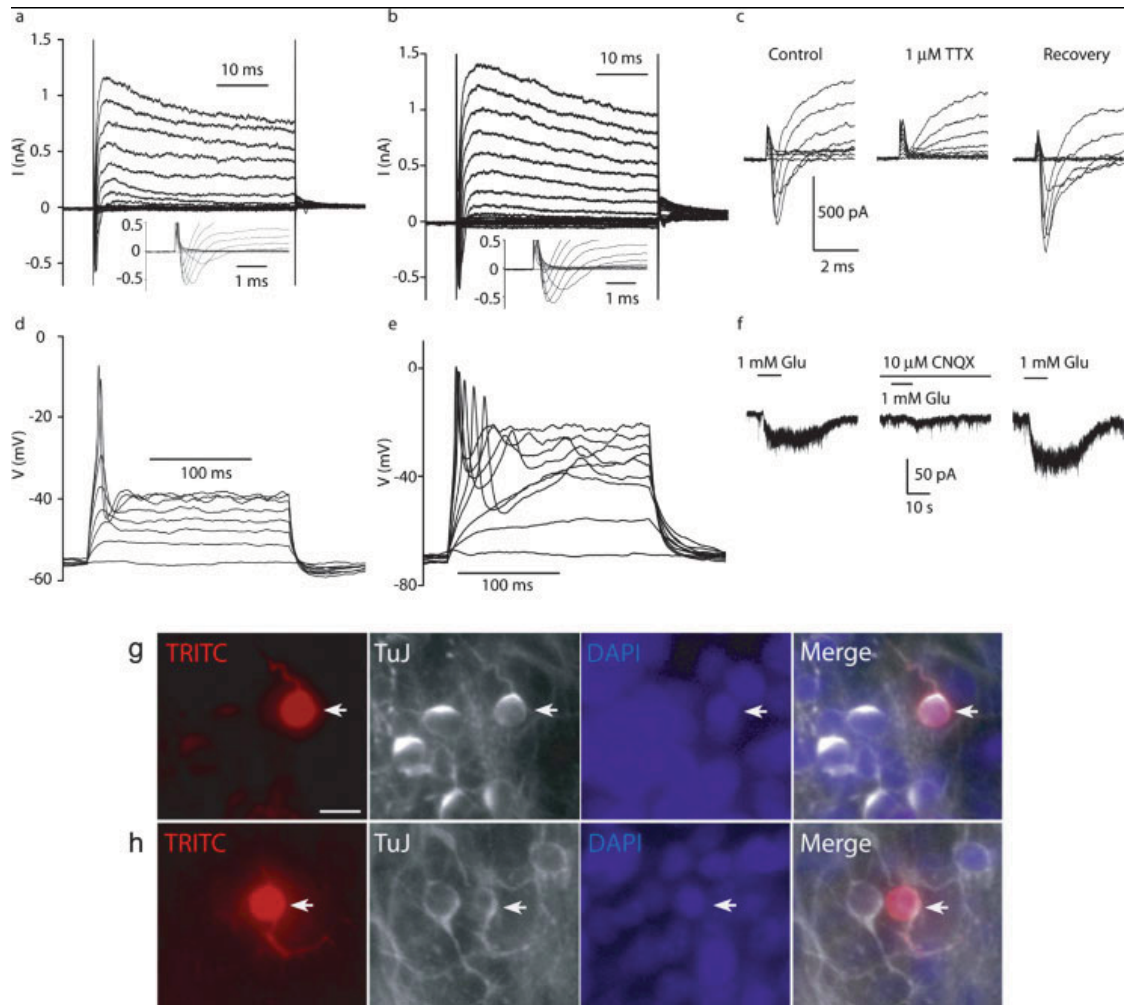 a
1.5
1
0.5
0
-0.5
I (nA)
10 ms
0.5
0
-0.5
1 ms
b
1.5
1
0.5
0
-0.5
I (nA)
10 ms
0.5
0
-0.5
1 ms
c
Control
1 μM TTX
Recovery
500 pA
2 ms
d
0
-20
-40
-60
V (mV)
100 ms
e
0
-40
-80
V (mV)
100 ms
f
1 mM Glu
10 μM CNQX
1 mM Glu
1 mM Glu
50 pA
10 s
g
TRITC
TuJ
DAPI
Merge
h
TRITC
TuJ
DAPI
Merge